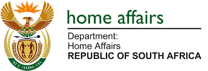 home affairs
Department:
Home Affairs
REPUBLIC OF SOUTH AFRICA